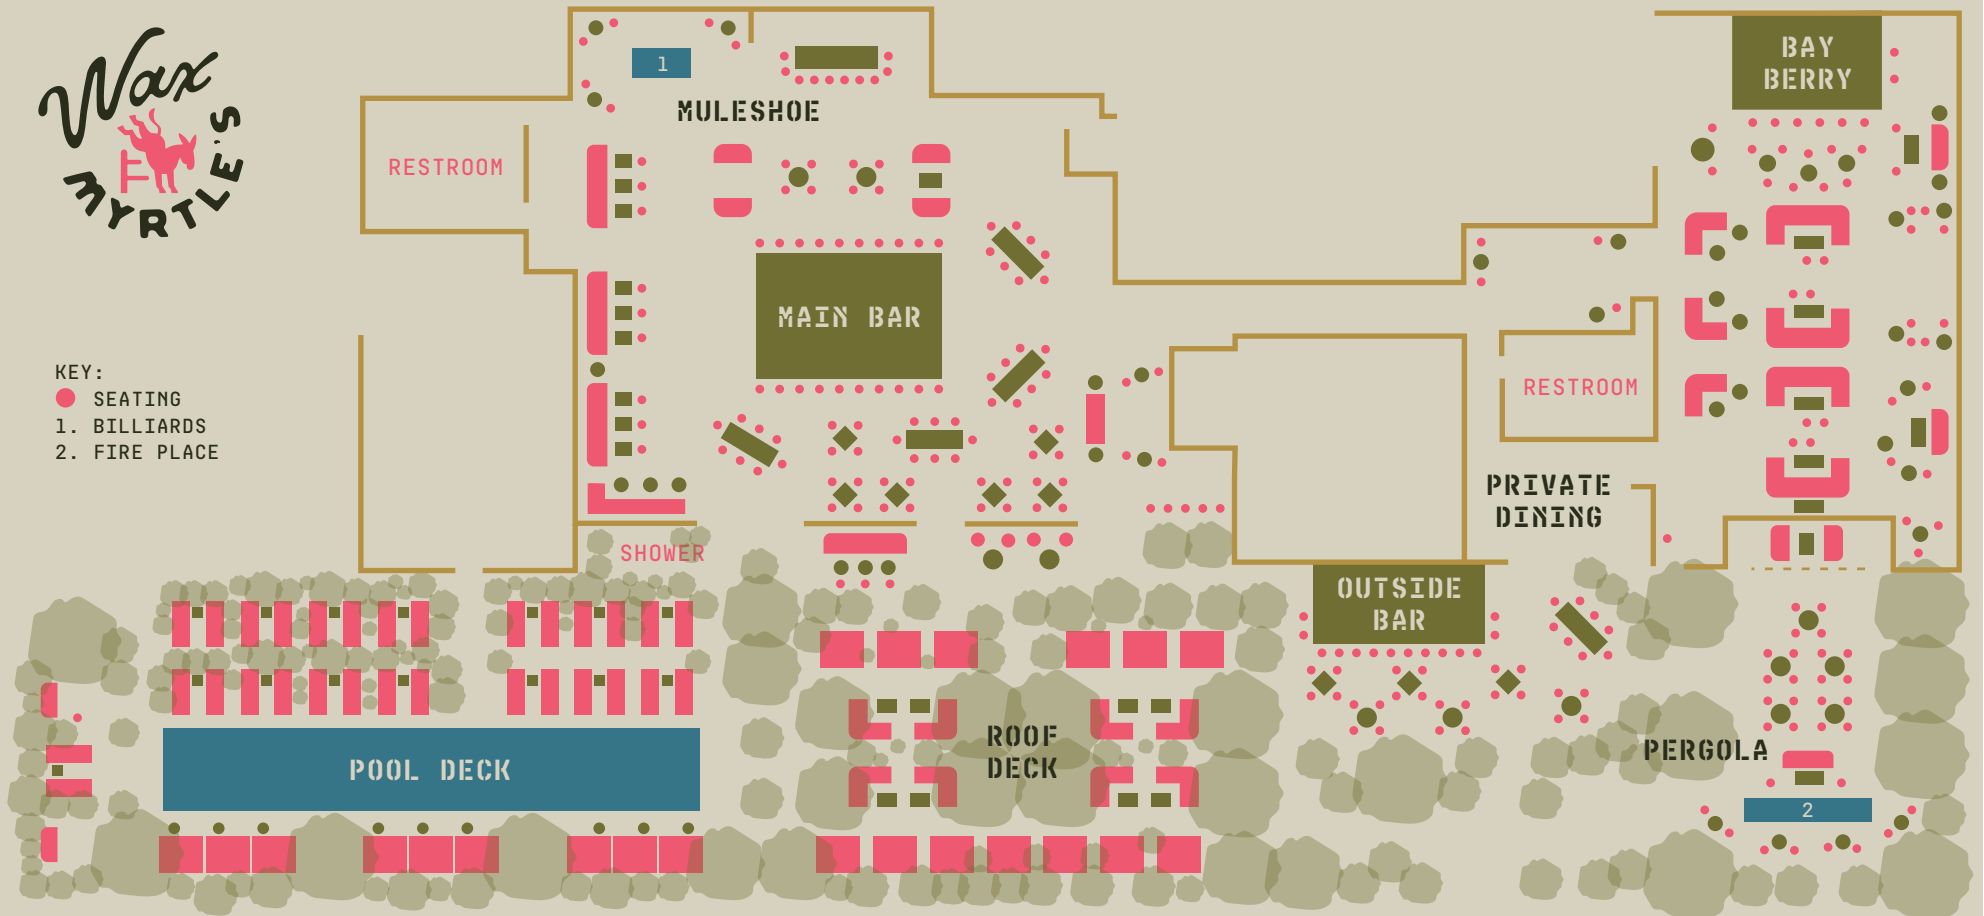 Wax
MYRTLE'S
KEY:
SEATING
1. BILLIARDS
2. FIRE PLACE
1
MULESHOE
RESTROOM
MAIN BAR
SHOWER
BAY
BERRY
RESTROOM
PRIVATE
DINING
OUTSIDE
BAR
POOL DECK
ROOF
DECK
PERGOLA
2